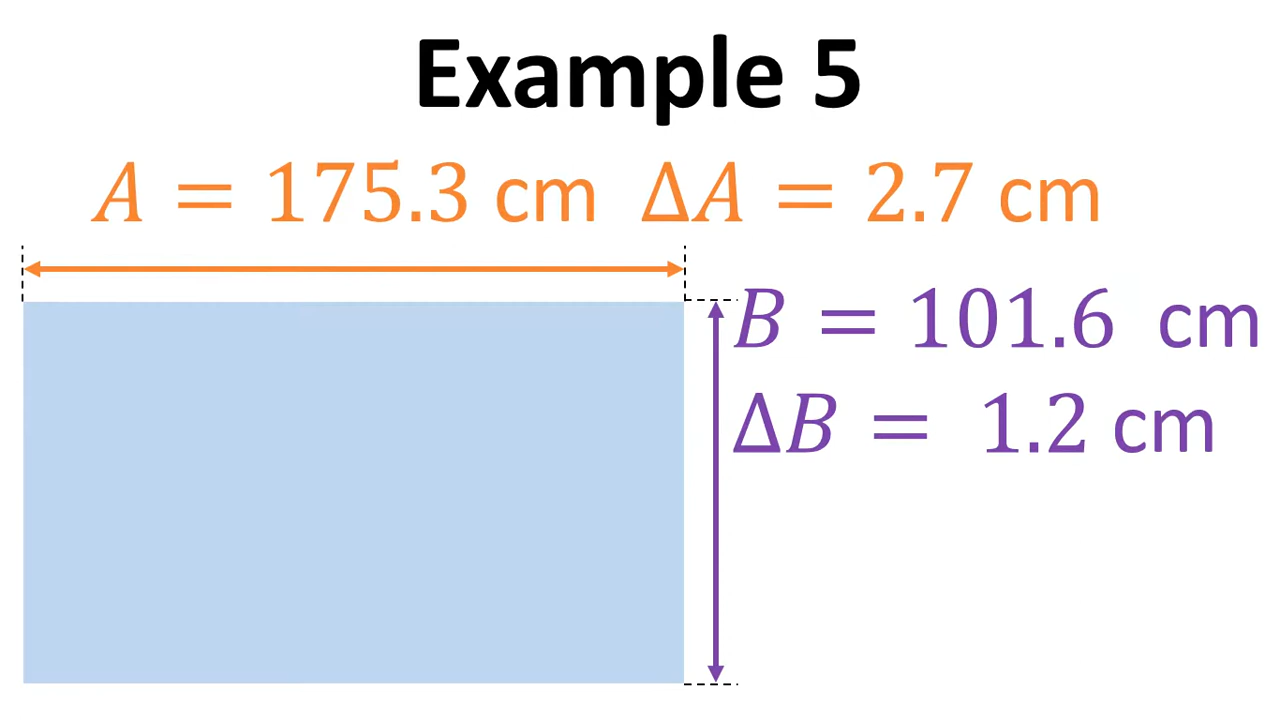 Example 5
A = 175.3 cm ΔA = 2.7 cm
B = 101.6 cm
ΔB = 1.2 cm